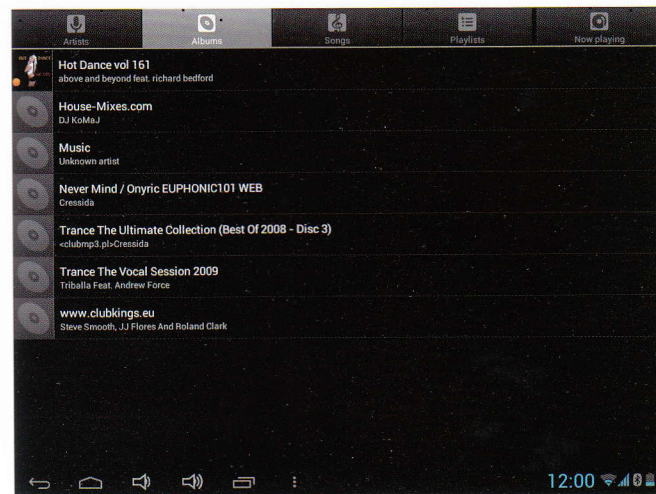 Artists
Albums
Songs
Playlists
Now playing
Hot Dance vol 161
above and beyond feat. richard bedford
House-Mixes.com
DJ KoMaJ
Music
Unknown artist
Never Mind / Onyric EUPHONIC101 WEB
Cressida
Trance The Ultimate Collection (Best Of 2008 - Disc 3)
<clubmp3.pl>Cressida
Trance The Vocal Session 2009
Triballa Feat. Andrew Force
www.clubkings.eu
Steve Smooth, JJ Flores And Roland Clark
12:00